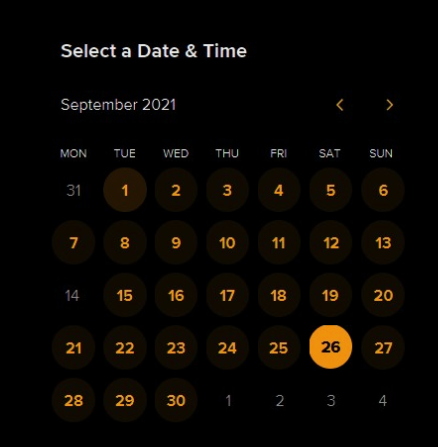 Select a Date & Time
September 2021 < >
MON TUE WED THU FRI SAT SUN
31 1 2 3 4 5 6
7 8 9 10 11 12 13
14 15 16 17 18 19 20
21 22 23 24 25 26 27
28 29 30 1 2 3 4